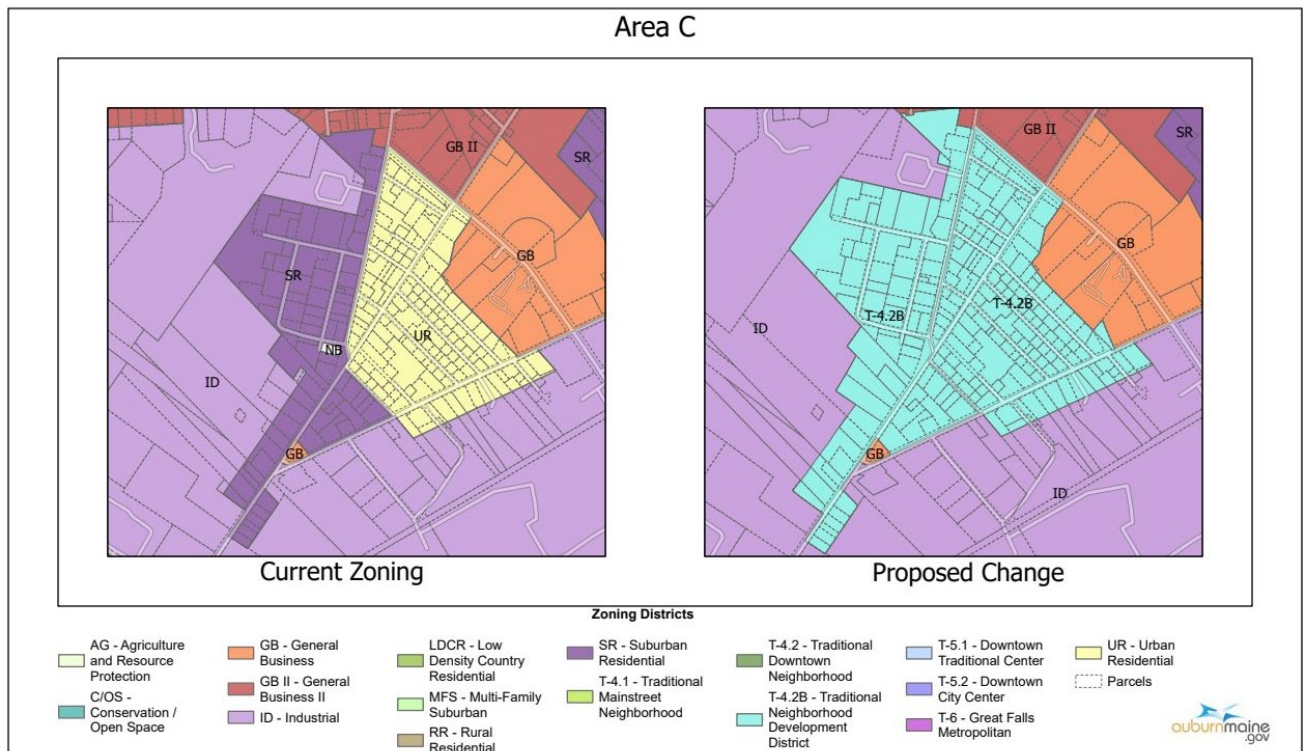 Area C
GB II
SR
GB
SR
UR
NB
ID
GB
Current Zoning
GB II
SR
GB
T-4.2B
T-4.2B
ID
GB
ID
Proposed Change
Zoning Districts
AG - Agriculture
and Resource
Protection
C/OS -
Conservation /
Open Space
GB - General
Business
GB II - General
Business II
ID - Industrial
LDCR - Low
Density Country
Residential
MFS - Multi-Family
Suburban
RR - Rural
Residential
SR - Suburban
Residential
T-4.1 - Traditional
Mainstreet
Neighborhood
T-4.2 - Traditional
Downtown
Neighborhood
T-4.2B - Traditional
Neighborhood
Development
District
T-5.1 - Downtown
Traditional Center
T-5.2 - Downtown
City Center
T-6 - Great Falls
Metropolitan
UR - Urban
Residential
Parcels
auburnmaine
.gov